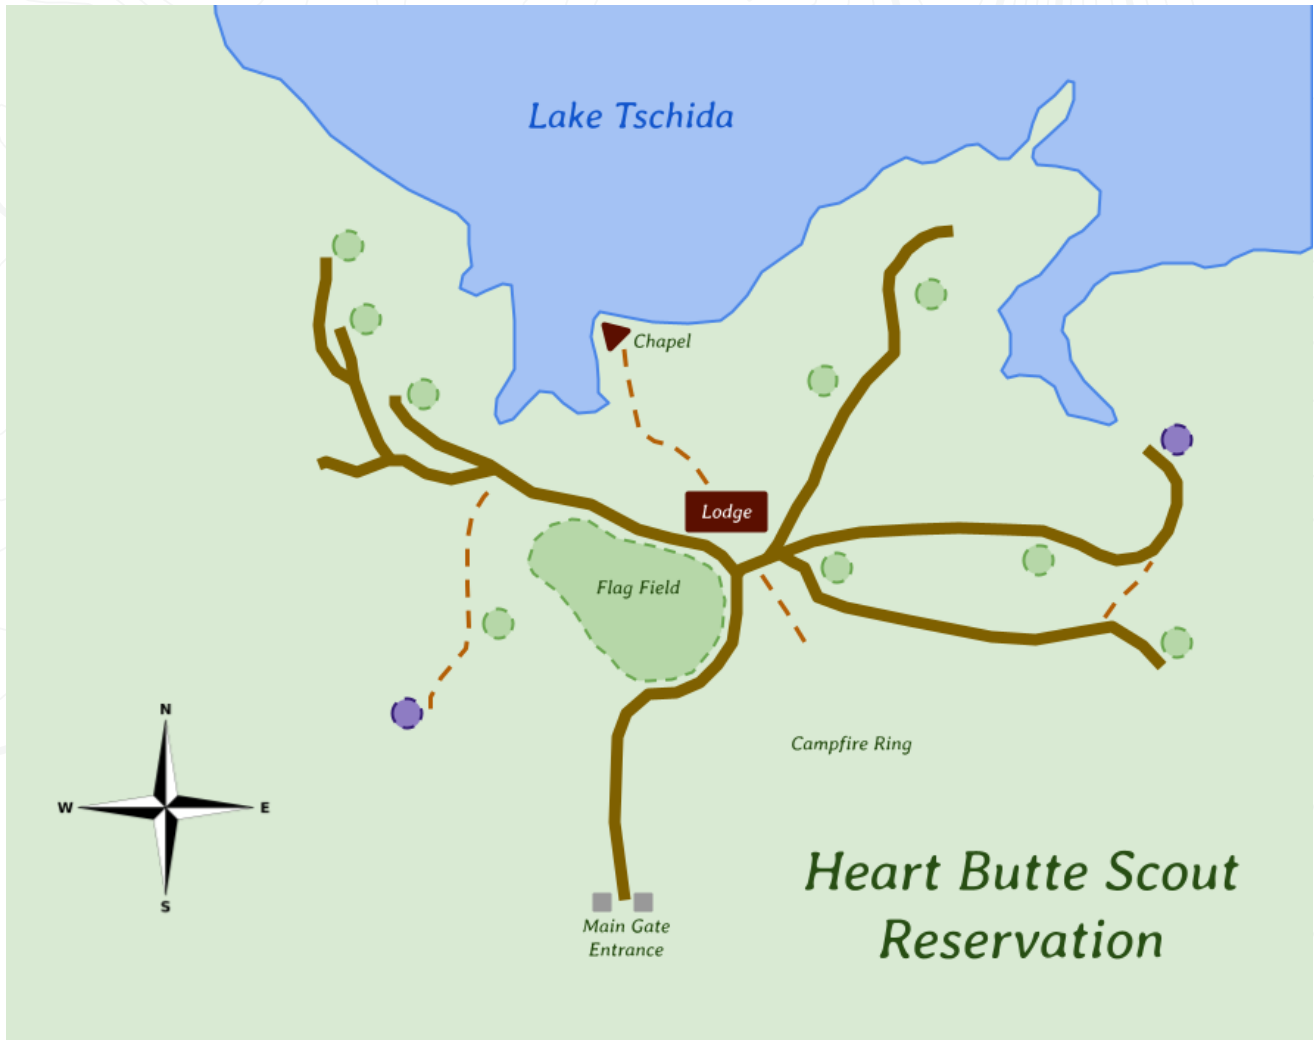 Lake Tschida
Chapel
Lodge
Flag Field
N
W
E
S
Campfire Ring
Heart Butte Scout
Reservation
Main Gate
Entrance